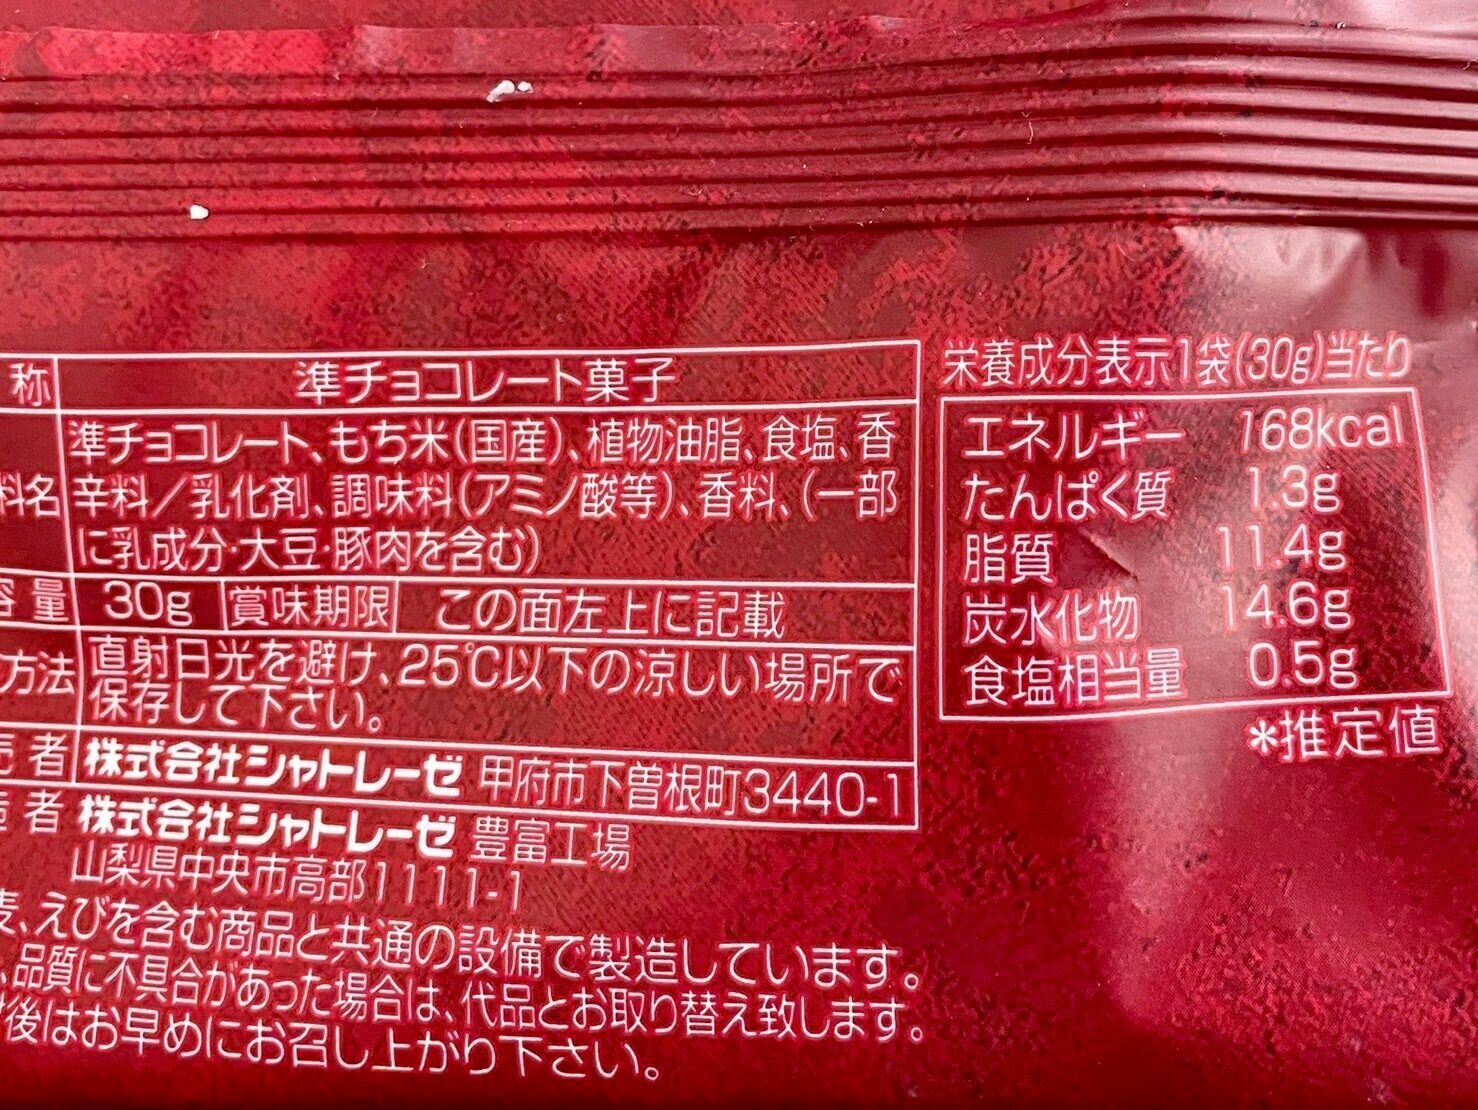 称 準チョコレート菓子
準チョコレート、もち米(国産)、植物油脂、食塩、香
料名 辛料/乳化剤、調味料(アミノ酸等)、香料、(一部
に乳成分・大豆・豚肉を含む)
容量 30g 賞味期限 この面左上に記載
方法 直射日光を避け、25℃以下の涼しい場所で
保存して下さい。
売者 株式会社シャトレーゼ 甲府市下曽根町3440-1
造者 株式会社シャトレーゼ 豊富工場
山梨県中央市高部1111-1
麦、えびを含む商品と共通の設備で製造しています。
、品質に不具合があった場合は、代品とお取り替え致します。
後はお早めにお召し上がり下さい。
栄養成分表示1袋(30g)当たり
エネルギー 168kcal
たんぱく質 1.3g
脂質 11.4g
炭水化物 14.6g
食塩相当量 0.5g
*推定値